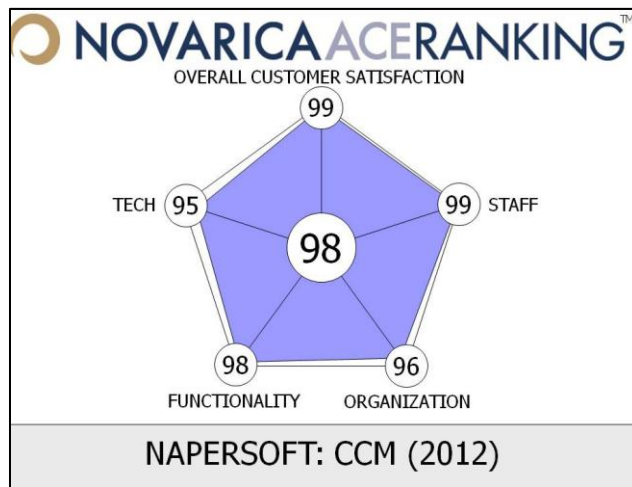 NOVARICA ACERANKING™
OVERALL CUSTOMER SATISFACTION
99
TECH 95 99 STAFF
98
98 96
FUNCTIONALITY ORGANIZATION
NAPERSOFT: CCM (2012)